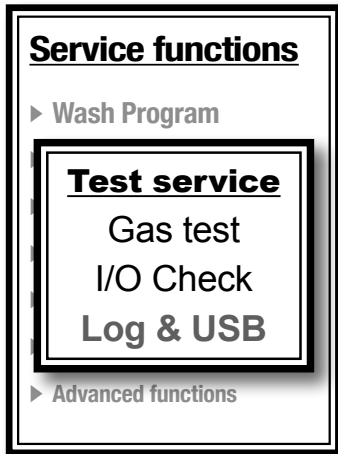 Service functions
Wash Program
Test service
Gas test
I/O Check
Log & USB
Advanced functions